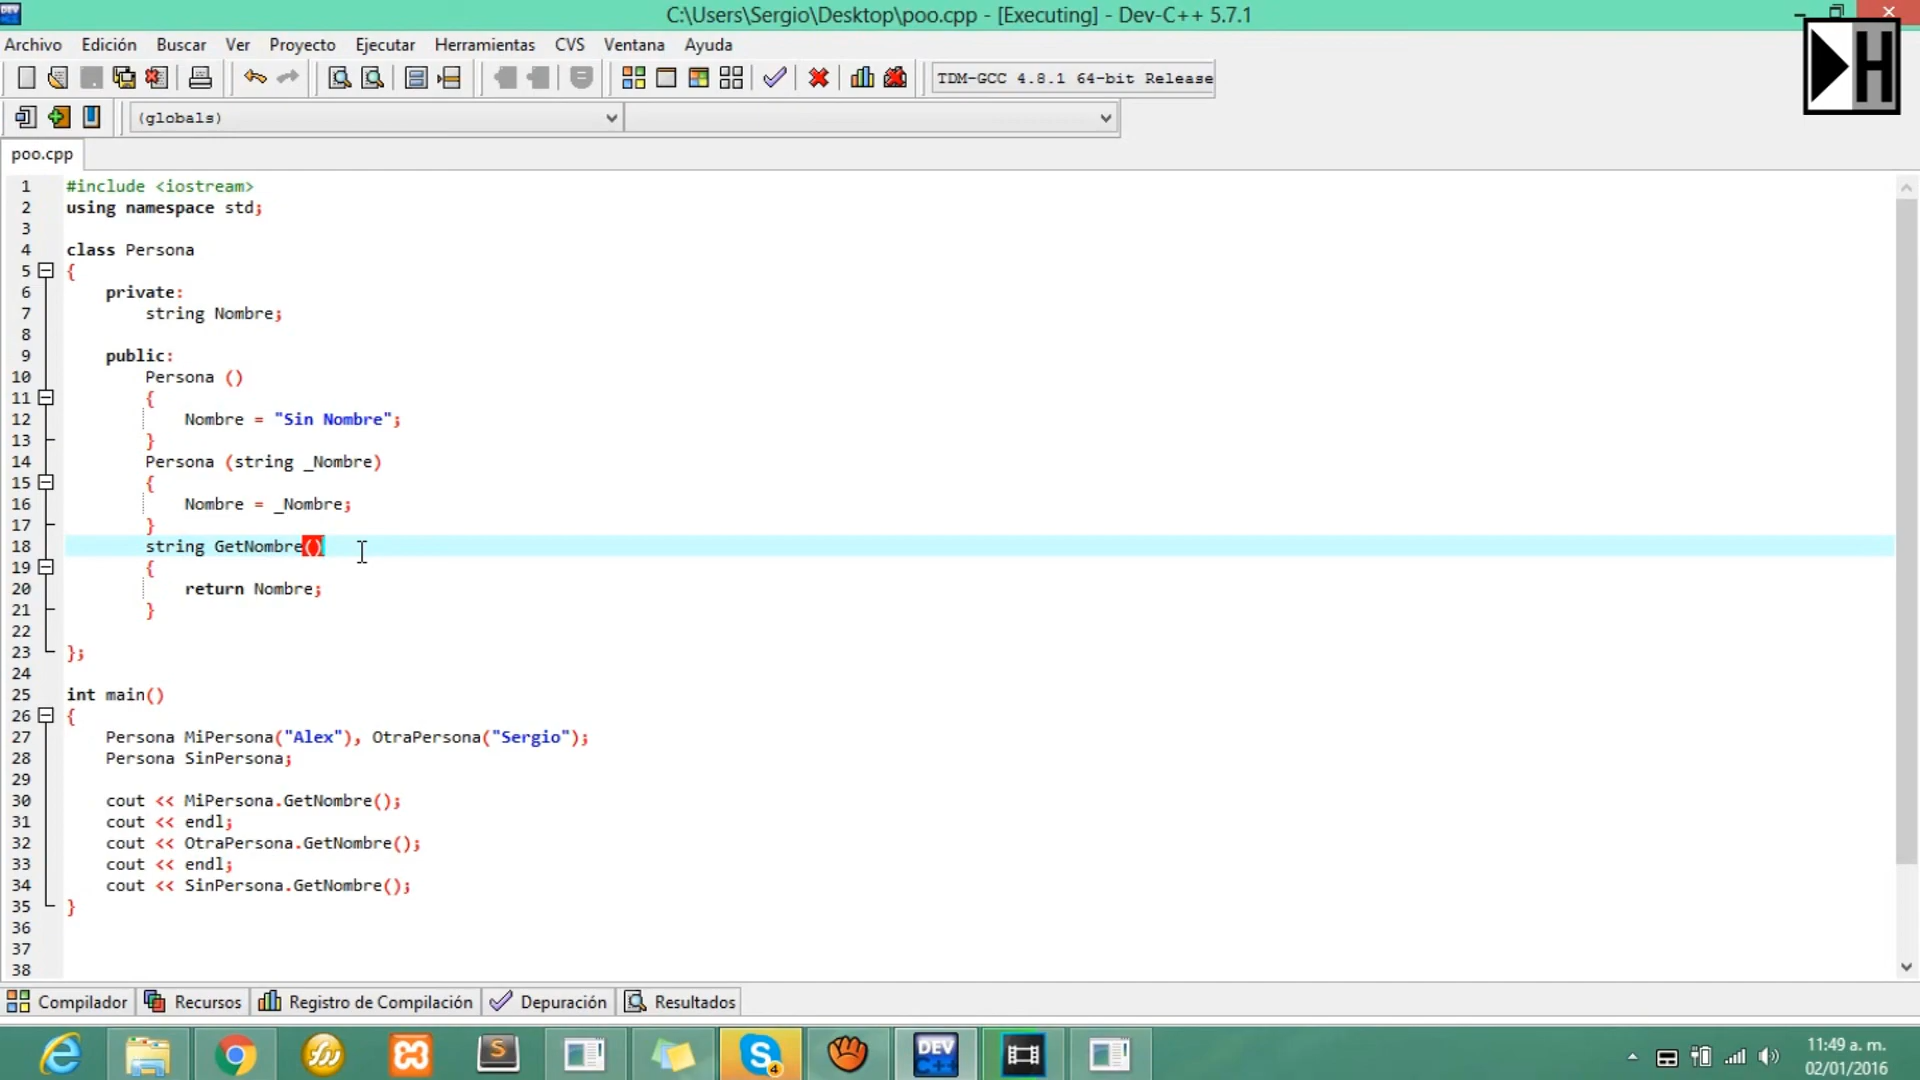 C:\Users\Sergio\Desktop\poo.cpp - [Executing] - Dev-C++ 5.7.1
Archivo Edición Buscar Ver Proyecto Ejecutar Herramientas CVS Ventana Ayuda
TDM-GCC 4.8.1 64-bit Release
(globals)
poo.cpp
1 #include <iostream>
2 using namespace std;
3
4 class Persona
5 {
6 private:
7 string Nombre;
8
9 public:
10 Persona ()
11 {
12 Nombre = "Sin Nombre";
13 }
14 Persona (string _Nombre)
15 {
16 Nombre = _Nombre;
17 }
18 string GetNombre()
19 {
20 return Nombre;
21 }
22
23 };
24
25 int main()
26 {
27 Persona MiPersona("Alex"), OtraPersona("Sergio");
28 Persona SinPersona;
29
30 cout << MiPersona.GetNombre();
31 cout << endl;
32 cout << OtraPersona.GetNombre();
33 cout << endl;
34 cout << SinPersona.GetNombre();
35 }
36
37
38
Compilador Recursos Registro de Compilación Depuración Resultados
DEV
C++
S
4
H
11:49 a. m.
02/01/2016